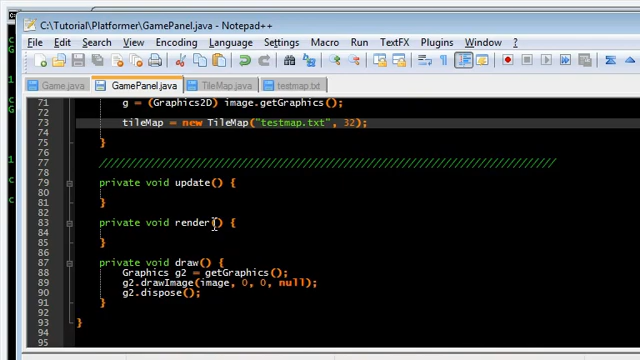 C:\Tutorial\Platformer\GamePanel.java - Notepad++
File Edit Search View Encoding Language Settings Macro Run TextFX Plugins Window ?
Game.java GamePanel.java TileMap.java testmap.txt
71 g = (Graphics2D) image.getGraphics();
72
73 tileMap = new TileMap("testmap.txt", 32);
74
75 }
76
77 ////////////////////////////////////////////////////////////////////////////////
78
79 private void update() {
80
81 }
82
83 private void render() {
84
85 }
86
87 private void draw() {
88 Graphics g2 = getGraphics();
89 g2.drawImage(image, 0, 0, null);
90 g2.dispose();
91 }
92
93 }
94
95